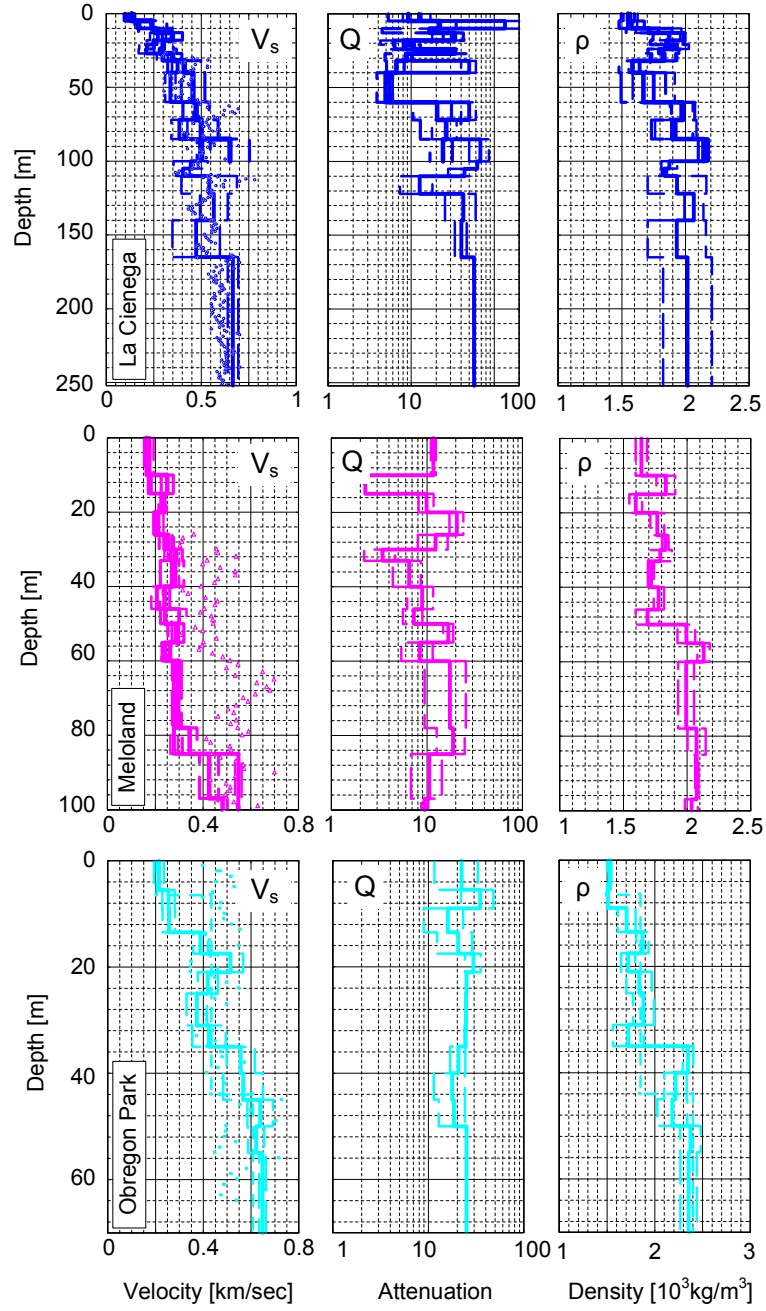 V_s
Q
ρ
0
50
100
150
200
250
Depth [m]
La Cienega
0
0.5
1
1
10
100
1
1.5
2
2.5
V_s
Q
ρ
0
20
40
60
80
100
Depth [m]
Meloland
0
0.4
0.8
1
10
100
1
1.5
2
2.5
V_s
Q
ρ
0
20
40
60
Depth [m]
Obregon Park
0
0.4
0.8
1
10
100
1
2
3
Velocity [km/sec]
Attenuation
Density [10³kg/m³]